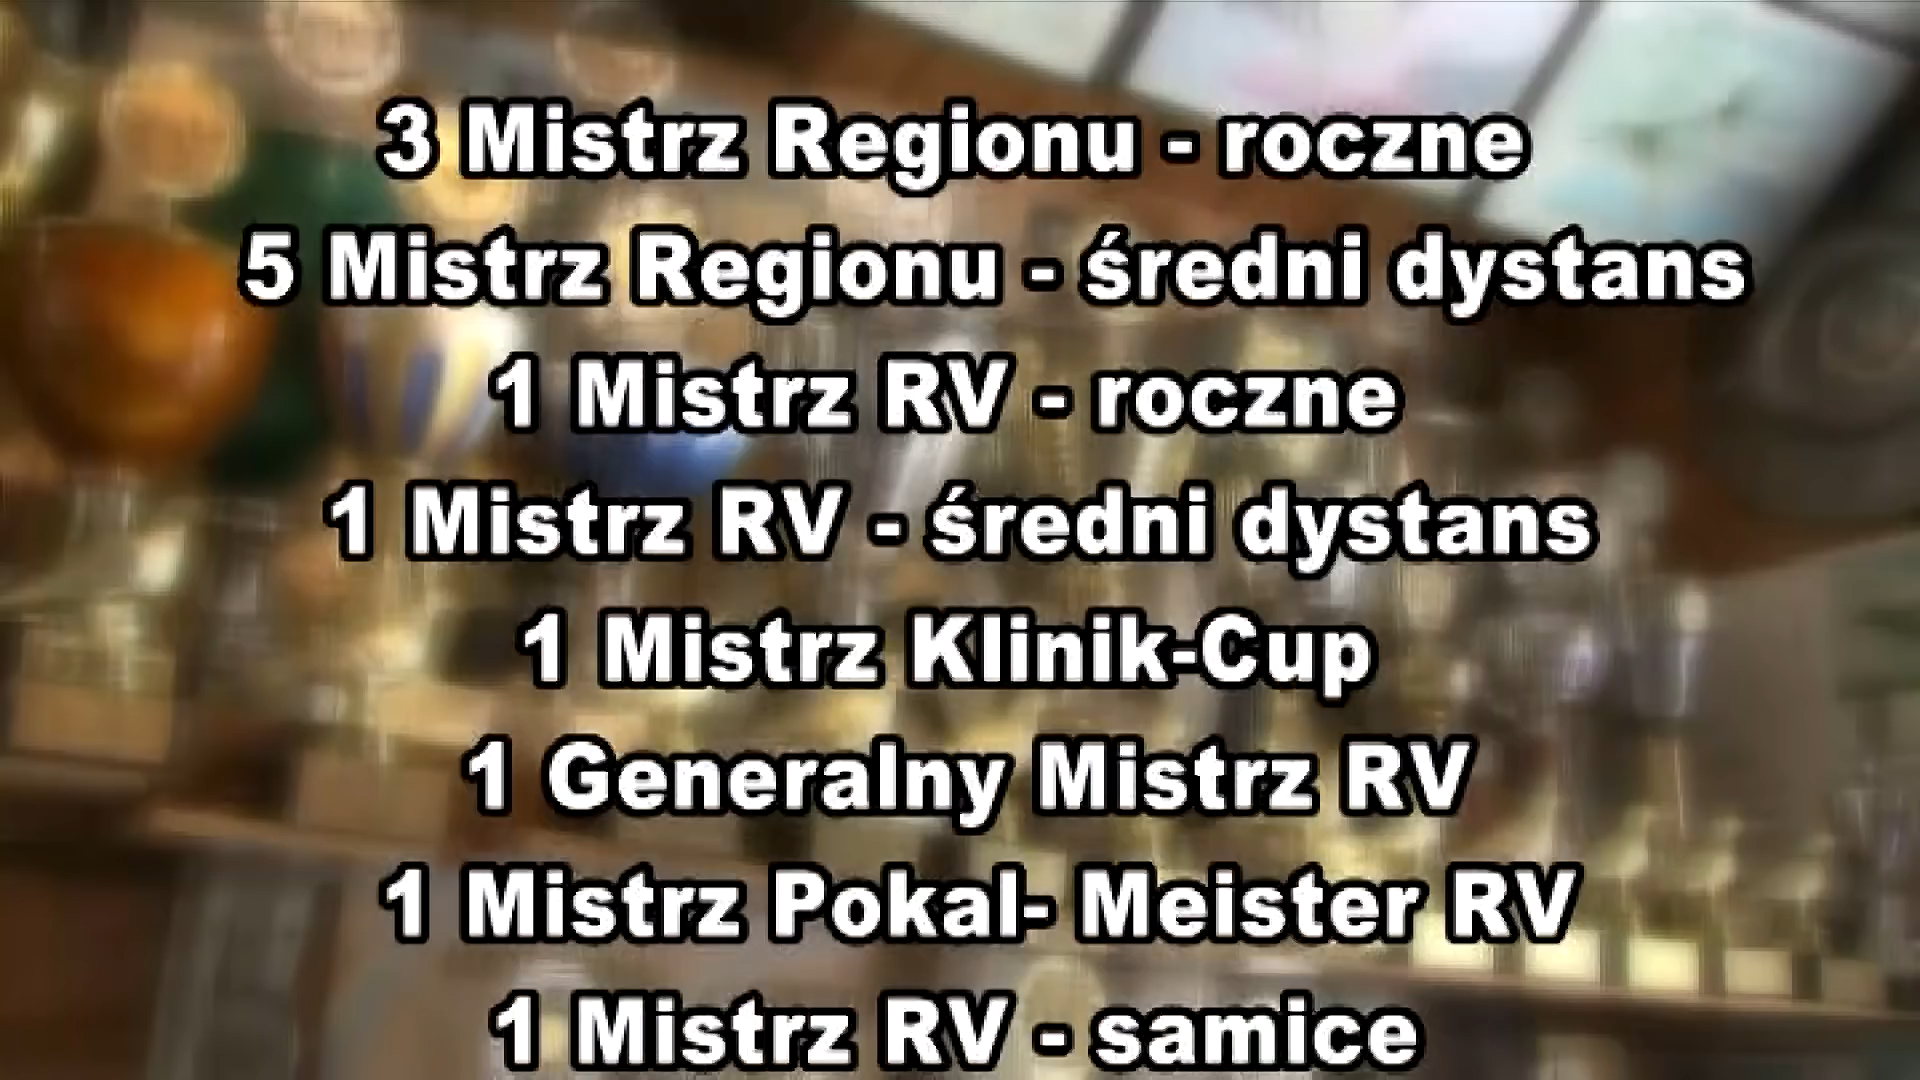 3 Mistrz Regionu - roczne
5 Mistrz Regionu - średni dystans
1 Mistrz RV - roczne
1 Mistrz RV - średni dystans
1 Mistrz Klinik-Cup
1 Generalny Mistrz RV
1 Mistrz Pokal- Meister RV
1 Mistrz RV - samice